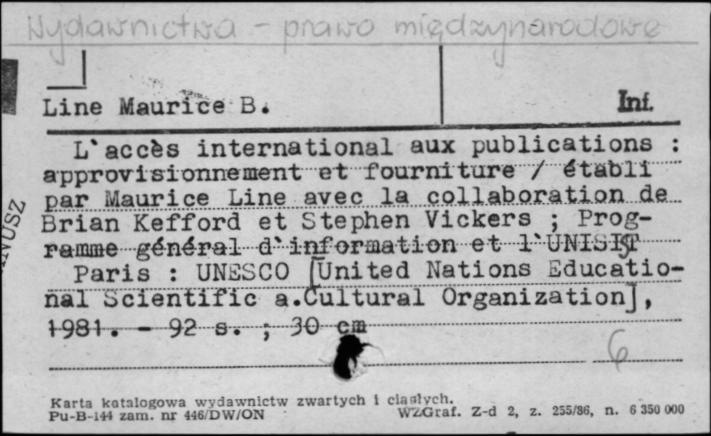 Wydawnictwa - prawo międzynarodowe
Line Maurice B.
Inf.
L`accès international aux publications :
approvisionnement et fourniture / établi
par Maurice Line avec la collaboration de
Brian Kefford et Stephen Vickers ; Prog-
ramme général d`information et l`UNISIST
Paris : UNESCO [United Nations Educatio-
nal Scientific a.Cultural Organization],
1981. - 92 s. ; 30 cm
6
Karta katalogowa wydawnictw zwartych i ciągłych.
Pu-B-144 zam. nr 446/DW/ON
WZGraf. Z-d 2, z. 255/86, n. 6 350 000